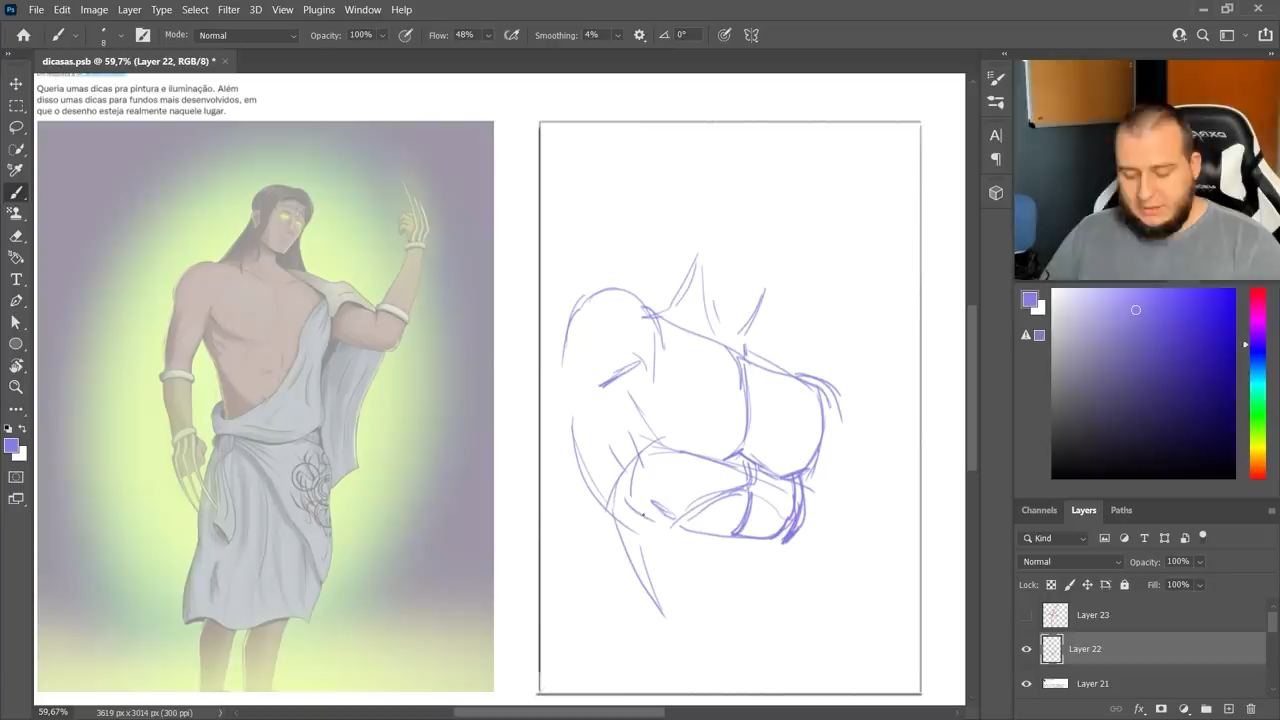 File Edit Image Layer Type Select Filter 3D View Plugins Window Help
Mode: Normal Opacity: 100% Flow: 48% Smoothing: 4% 0°
8
dicasas.psb @ 59,7% (Layer 22, RGB/8) *
Queria umas dicas pra pintura e iluminação. Além
disso umas dicas para fundos mais desenvolvidos, em
que o desenho esteja realmente naquele lugar.
Channels Layers Paths
Kind
Normal Opacity: 100%
Lock: Fill: 100%
Layer 23
Layer 22
Layer 21
59,67% 3619 px x 3014 px (300 ppi)